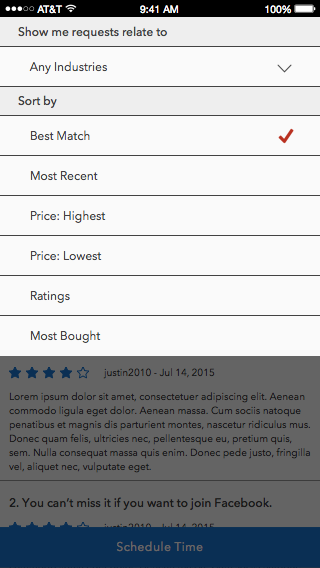 AT&T 9:41 AM 100%
Show me requests relate to
Any Industries
Sort by
Best Match
Most Recent
Price: Highest
Price: Lowest
Ratings
Most Bought
justin2010 - Jul 14, 2015
Lorem ipsum dolor sit amet, consectetuer adipiscing elit. Aenean
commodo ligula eget dolor. Aenean massa. Cum sociis natoque
penatibus et magnis dis parturient montes, nascetur ridiculus mus.
Donec quam felis, ultricies nec, pellentesque eu, pretium quis,
sem. Nulla consequat massa quis enim. Donec pede justo, fringilla
vel, aliquet nec, vulputate eget.
2. You can't miss it if you want to join Facebook.
justin2010 - Jul 14, 2015
Schedule Time